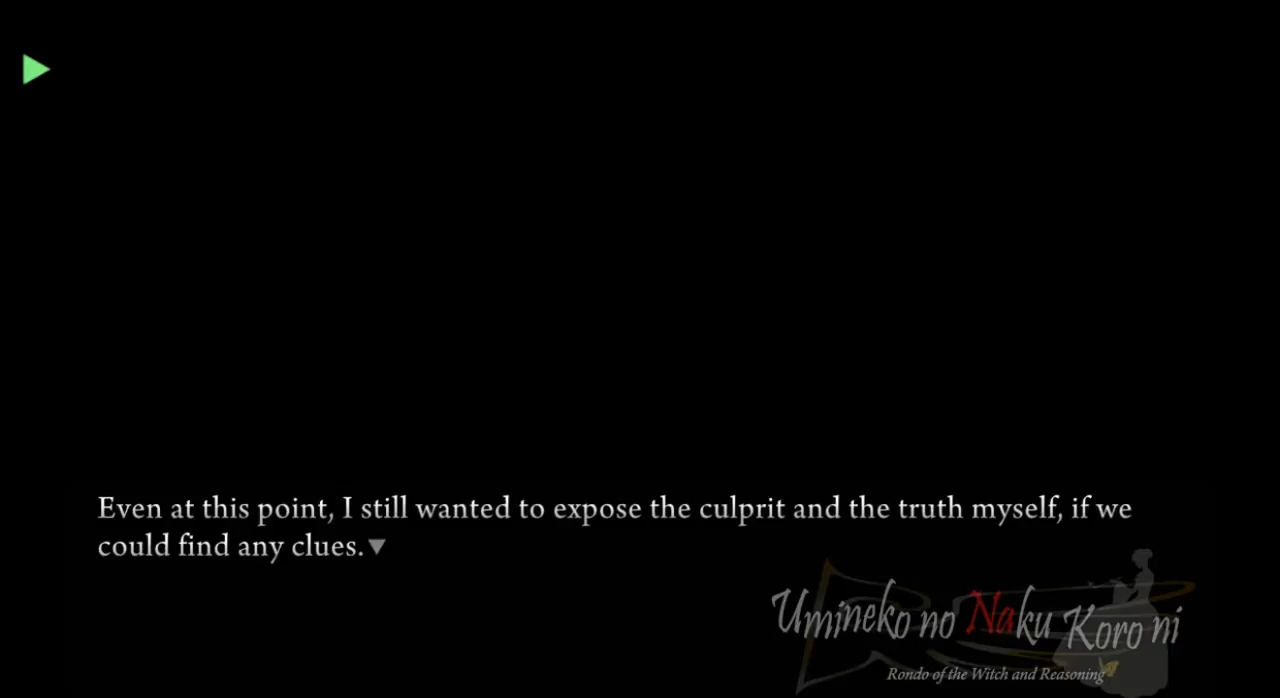 Even at this point, I still wanted to expose the culprit and the truth myself, if we
could find any clues.
Umineko no Naku Koro ni
Rondo of the Witch and Reasoning